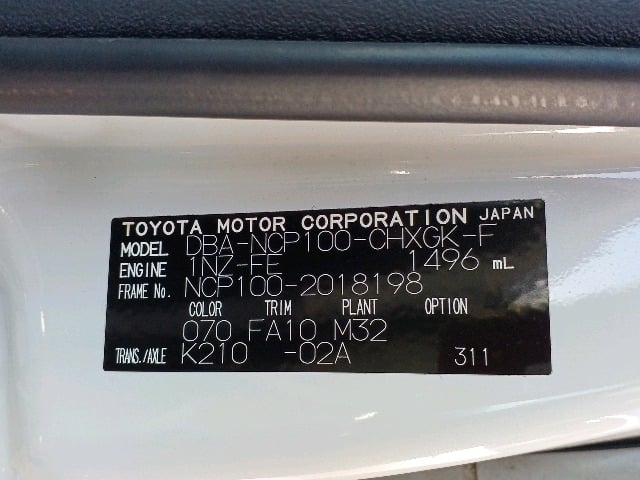 TOYOTA MOTOR CORPORATION JAPAN
MODEL DBA-NCP100-CHXGK-F
ENGINE 1NZ-FE 1496 mL
FRAME No. NCP100-2018198
COLOR TRIM PLANT OPTION
070 FA10 M32
TRANS./AXLE K210 -02A 311